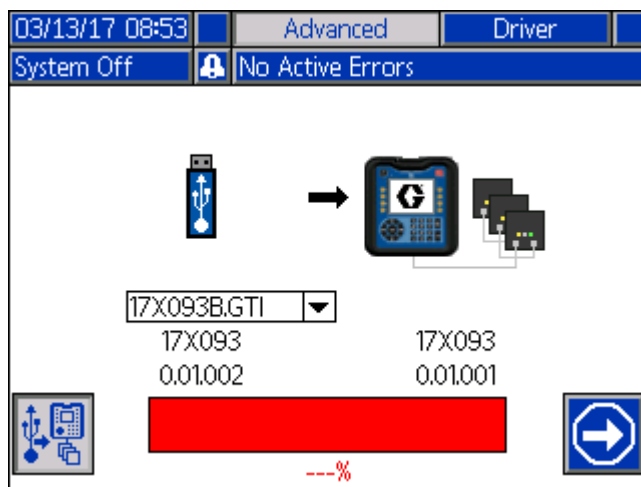 03/13/17 08:53 Advanced Driver
System Off No Active Errors
G
17X093B.GTI
17X093 17X093
0.01.002 0.01.001
---%